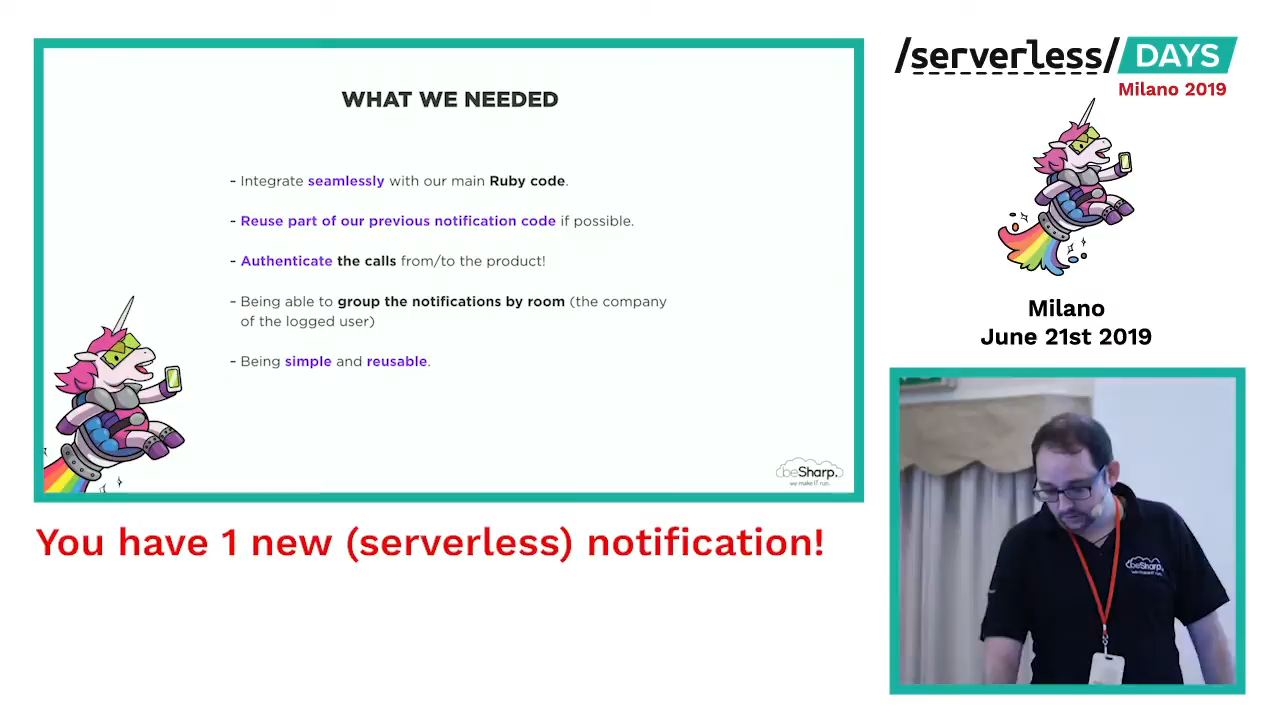 WHAT WE NEEDED
- Integrate seamlessly with our main Ruby code.
- Reuse part of our previous notification code if possible.
- Authenticate the calls from/to the product!
- Being able to group the notifications by room (the company
of the logged user)
- Being simple and reusable.
beSharp.
we make IT run.
You have 1 new (serverless) notification!
/serverless/ DAYS
Milano 2019
Milano
June 21st 2019
beSharp.